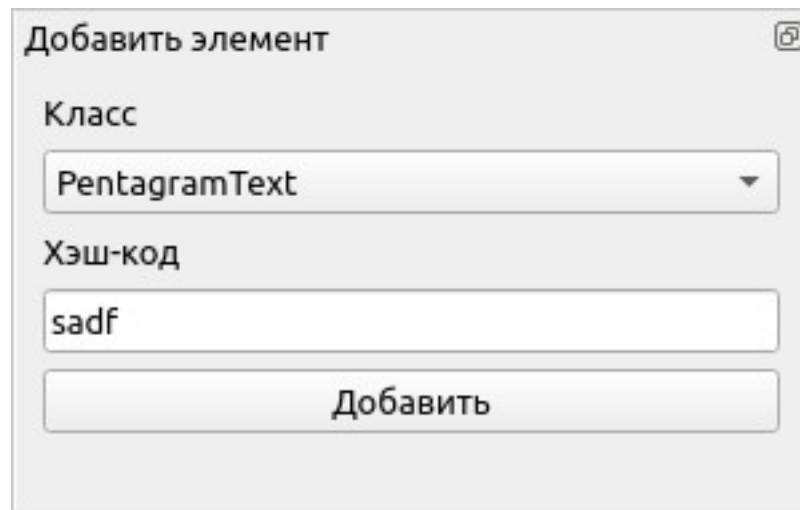 Добавить элемент
Класс
PentagramText
Хэш-код
sadf
Добавить